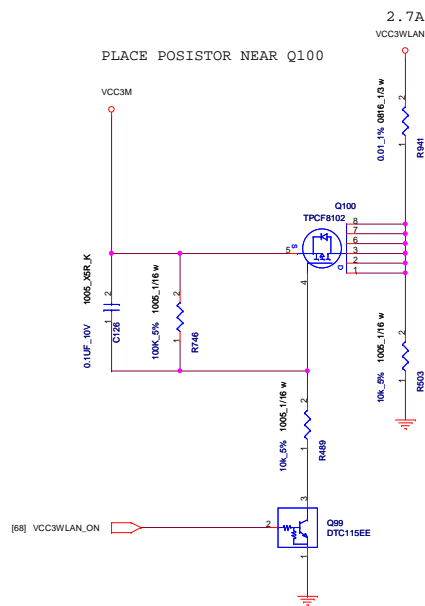 2.7A
VCC3WLAN
PLACE POSISTOR NEAR Q100
VCC3M
2
0.01_1% 0816_1/3 w
1
R941
Q100
TPCF8102
8
7
6
3
2
1
5
S
D
4
1005_X5R_K
2
1
0.1UF_10V
C126
1005_1/16 w
2
100K_5%
1
R746
1005_1/16 w
2
10k_5%
1
R503
1005_1/16 w
2
10k_5%
1
R489
3
[68] VCC3WLAN_ON
2
Q99
DTC115EE
1